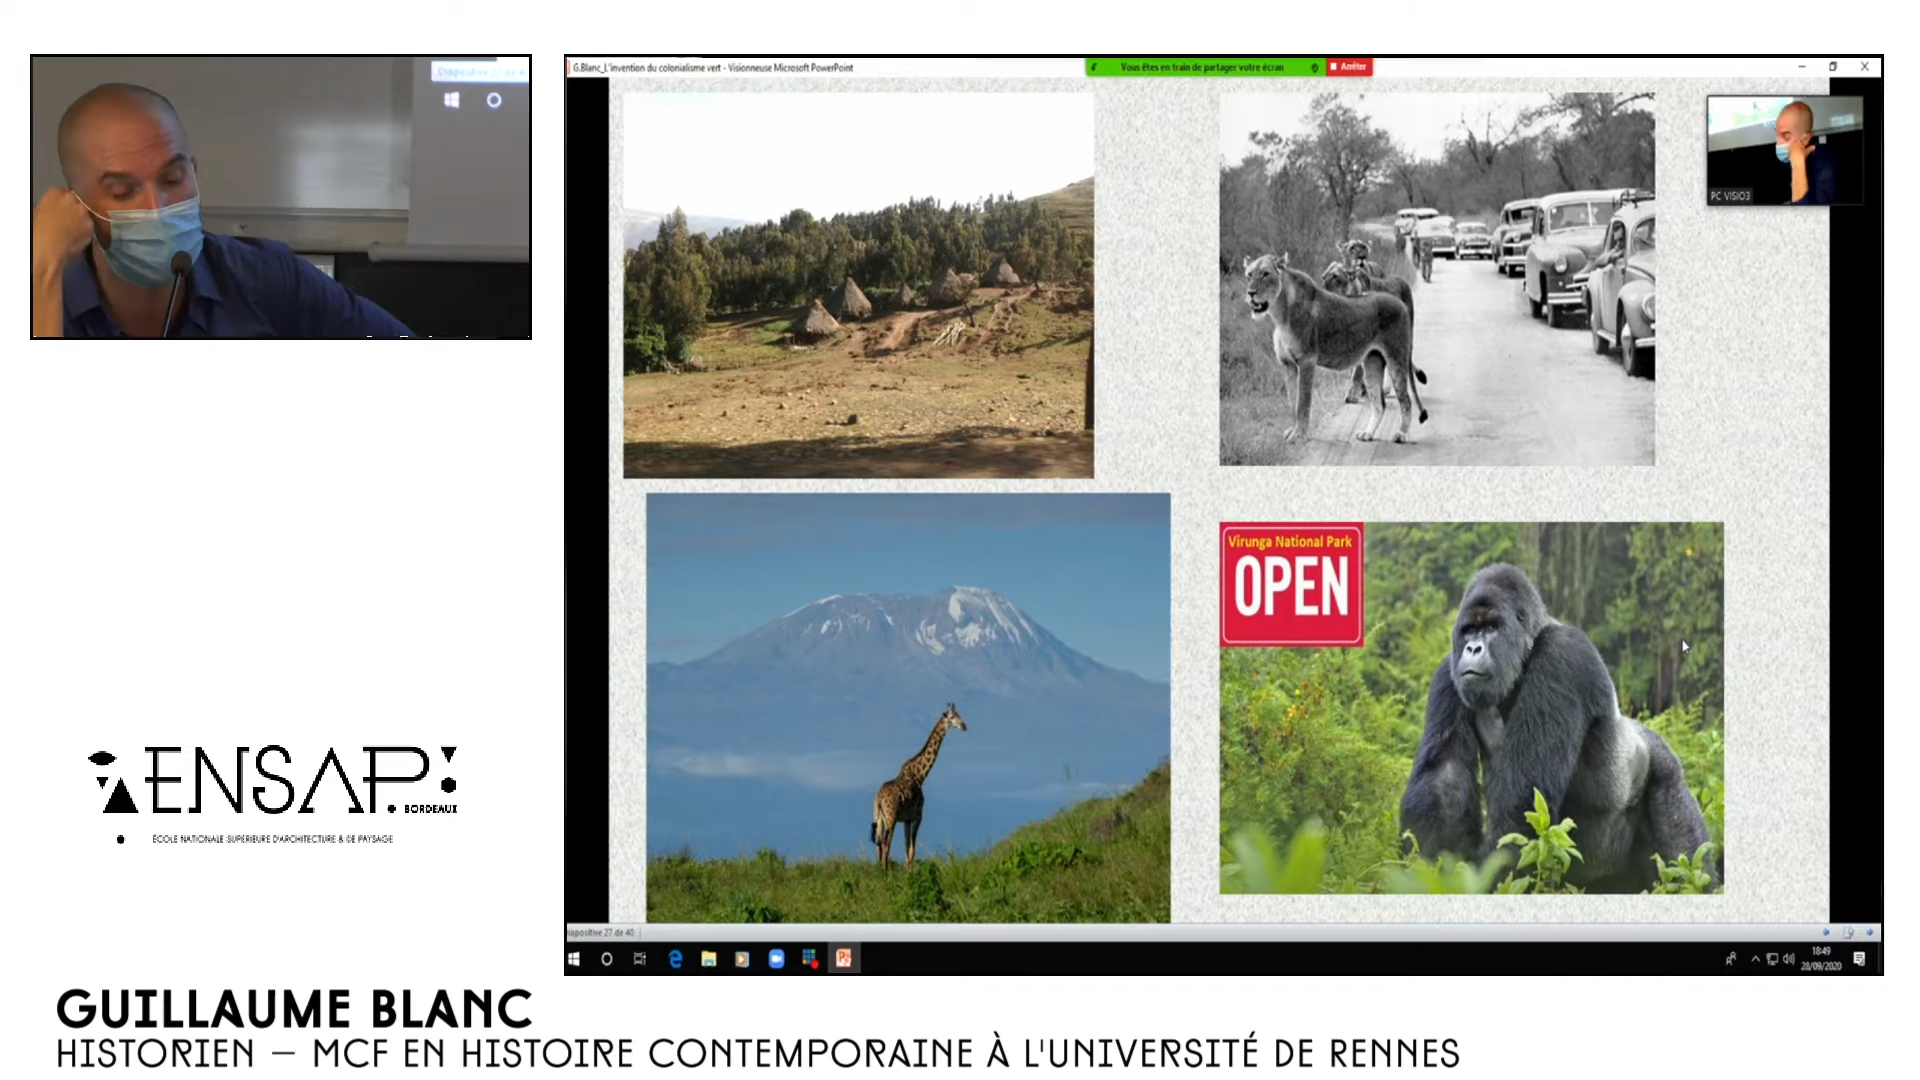 G.Blanc_L'invention du colonialisme vert - Visionneuse Microsoft PowerPoint
Vous êtes en train de partager votre écran
Arrêter
PC VISIO3
Virunga National Park
OPEN
ENSAP
BORDEAUX
ÉCOLE NATIONALE SUPÉRIEURE D'ARCHITECTURE & DE PAYSAGE
iapositive 27 de 40
18:49
28/09/2020
GUILLAUME BLANC
HISTORIEN – MCF EN HISTOIRE CONTEMPORAINE À L'UNIVERSITÉ DE RENNES